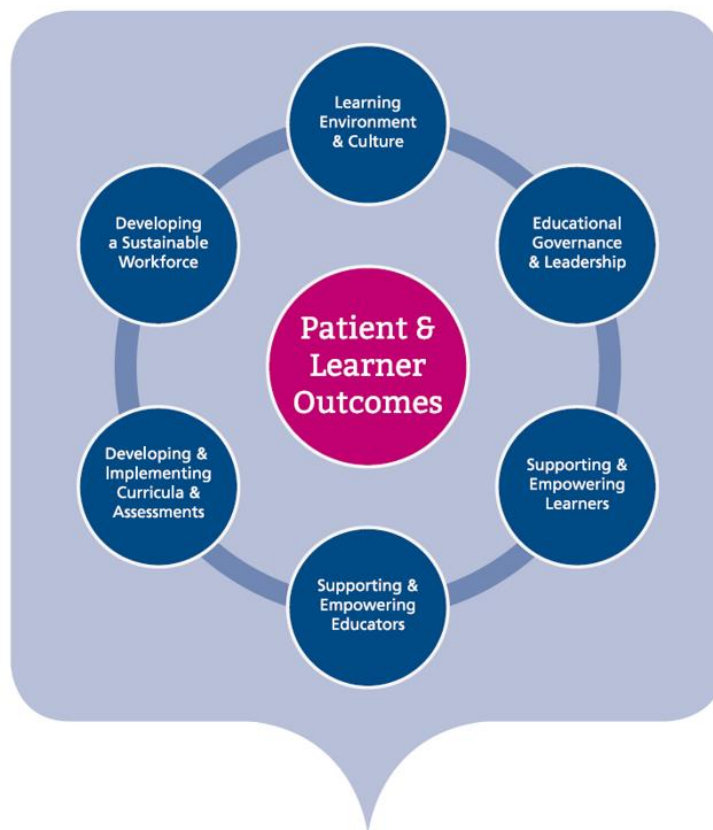 Learning
Environment
& Culture
Educational
Governance
& Leadership
Supporting &
Empowering
Learners
Supporting &
Empowering
Educators
Developing &
Implementing
Curricula &
Assessments
Developing
a Sustainable
Workforce
Patient &
Learner
Outcomes